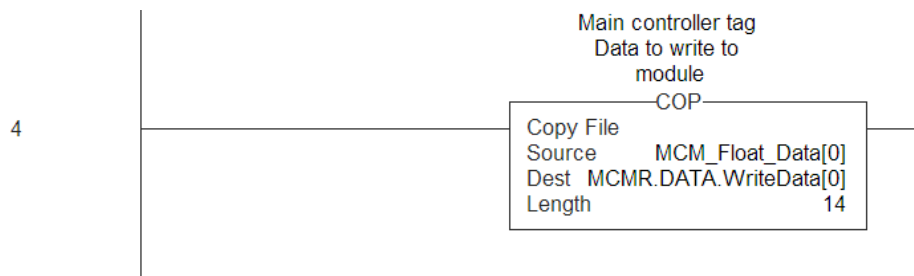 Main controller tag
Data to write to
module
COP
4
Copy File
Source MCM_Float_Data[0]
Dest MCMR.DATA.WriteData[0]
Length 14